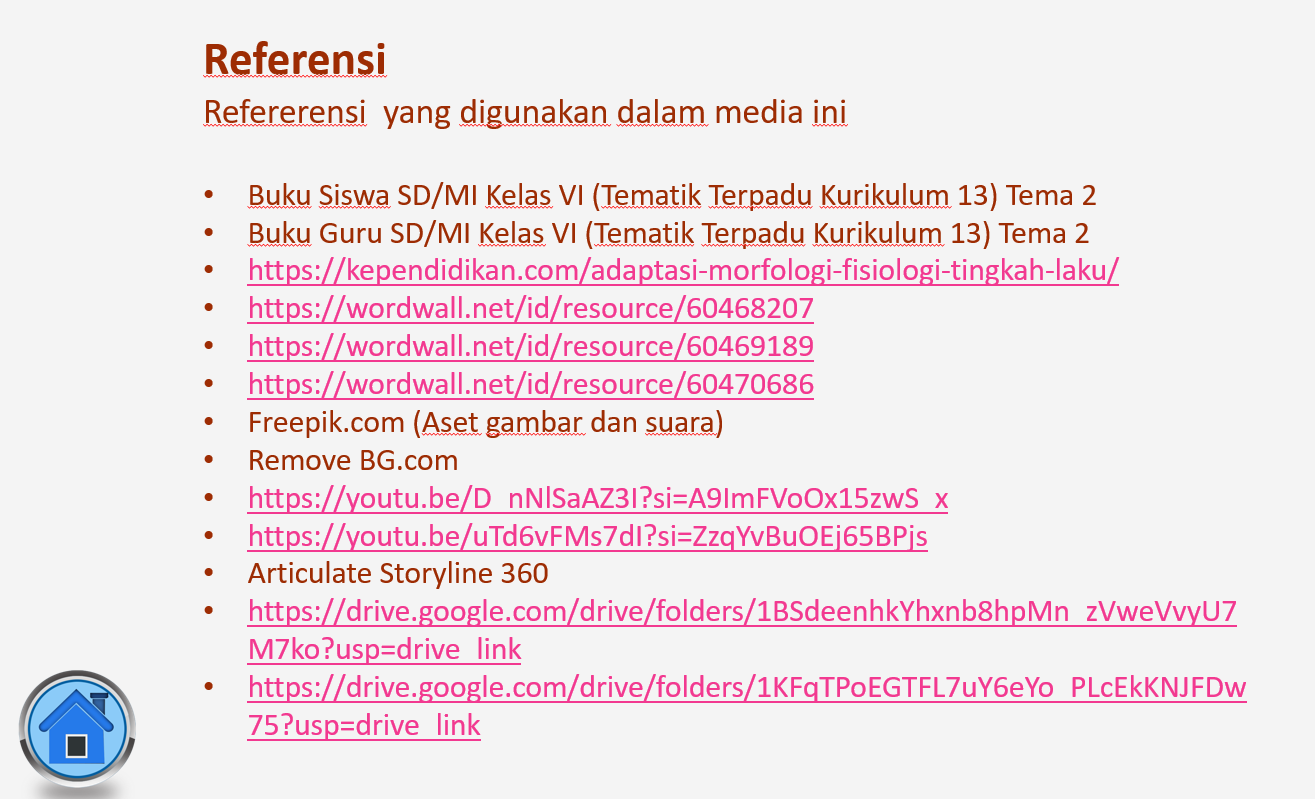 Referensi
Refererensi  yang digunakan dalam media ini
• Buku Siswa SD/MI Kelas VI (Tematik Terpadu Kurikulum 13) Tema 2
• Buku Guru SD/MI Kelas VI (Tematik Terpadu Kurikulum 13) Tema 2
• https://kependidikan.com/adaptasi-morfologi-fisiologi-tingkah-laku/
• https://wordwall.net/id/resource/60468207
• https://wordwall.net/id/resource/60469189
• https://wordwall.net/id/resource/60470686
• Freepik.com (Aset gambar dan suara)
• Remove BG.com
• https://youtu.be/D_nNlSaAZ3I?si=A9ImFVoOx15zwS_x
• https://youtu.be/uTd6vFMs7dI?si=ZzqYvBuOEj65BPjs
• Articulate Storyline 360
• https://drive.google.com/drive/folders/1BSdeenhkYhxnb8hpMn_zVweVvyU7
M7ko?usp=drive_link
• https://drive.google.com/drive/folders/1KFqTPoEGTFL7uY6eYo_PLcEkKNJFDw
75?usp=drive_link